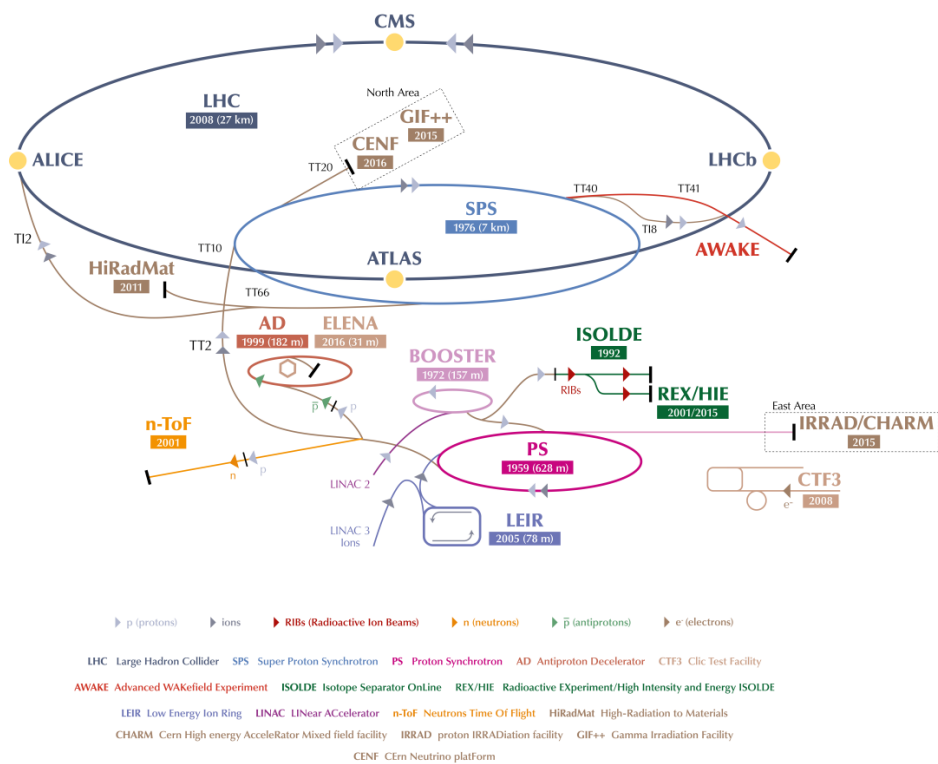 CMS
North Area
LHC
2008 (27 km)
GIF++
2015
CENF
2016
ALICE
LHCb
TT20
TT40
TT41
SPS
1976 (7 km)
TI8
TI2
TT10
AWAKE
ATLAS
HiRadMat
2011
TT66
AD
1999 (182 m)
ELENA
2016 (31 m)
TT2
BOOSTER
1972 (157 m)
ISOLDE
1992
RIBs
REX/HIE
2001/2015
p̅
p
East Area
n-ToF
2001
IRRAD/CHARM
2015
PS
1959 (628 m)
n
p
LINAC 2
CTF3
2008
e⁻
LEIR
2005 (78 m)
LINAC 3
Ions
p (protons) ions RIBs (Radioactive Ion Beams) n (neutrons) p̅ (antiprotons) e⁻ (electrons)
LHC Large Hadron Collider SPS Super Proton Synchrotron PS Proton Synchrotron AD Antiproton Decelerator CTF3 Clic Test Facility
AWAKE Advanced WAKefield Experiment ISOLDE Isotope Separator OnLine REX/HIE Radioactive EXperiment/High Intensity and Energy ISOLDE
LEIR Low Energy Ion Ring LINAC LINear ACcelerator n-ToF Neutrons Time Of Flight HiRadMat High-Radiation to Materials
CHARM Cern High energy AcceleRator Mixed field facility IRRAD proton IRRADiation facility GIF++ Gamma Irradiation Facility
CENF CErn Neutrino platForm